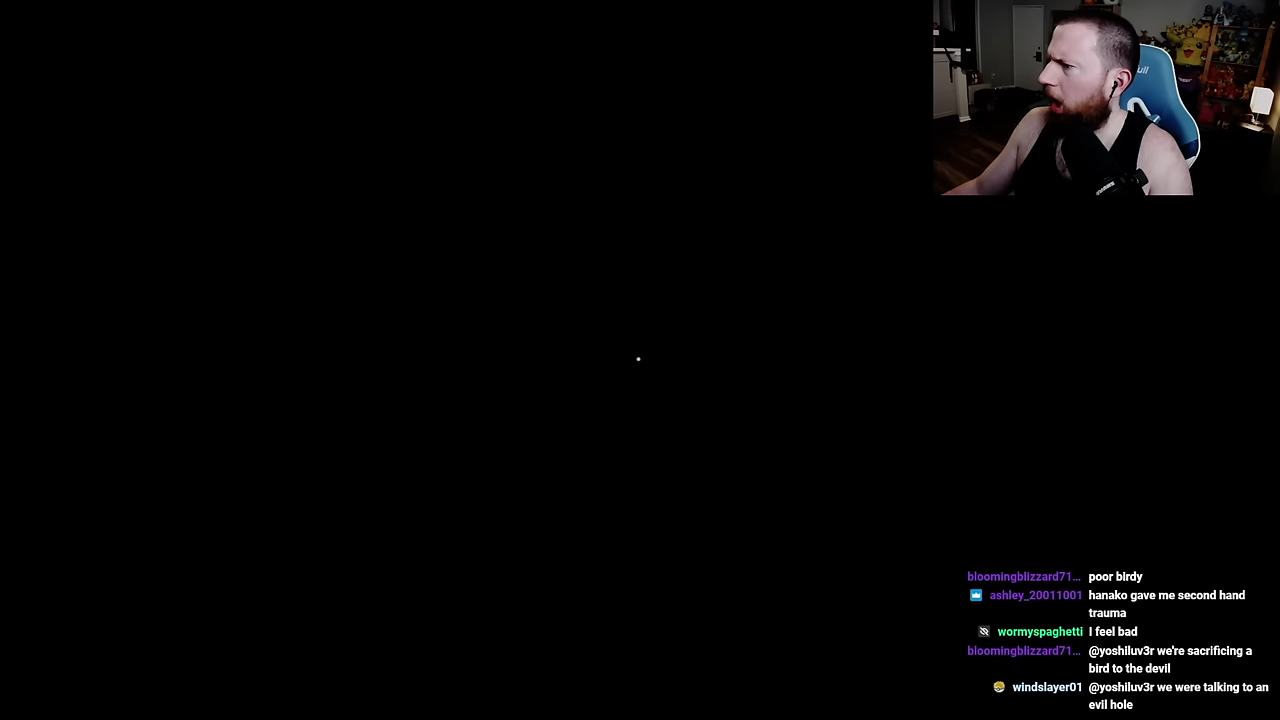 bloomingblizzard71... poor birdy
ashley_20011001 hanako gave me second hand
trauma
wormyspaghetti I feel bad
bloomingblizzard71... @yoshiluv3r we're sacrificing a
bird to the devil
windslayer01 @yoshiluv3r we were talking to an
evil hole